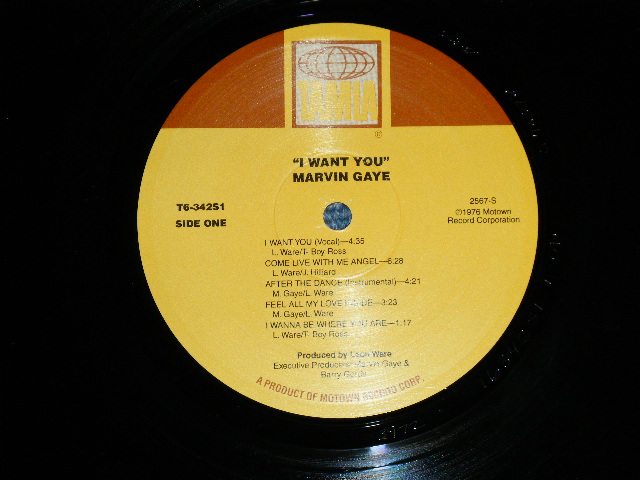 TAMLA
©
"I WANT YOU"
MARVIN GAYE
T6-342S1
SIDE ONE
2567-S
©1976 Motown
Record Corporation
I WANT YOU (Vocal)—4:35
L. Ware/T- Boy Ross
COME LIVE WITH ME ANGEL—6:28
L. Ware/J. Hilliard
AFTER THE DANCE (Instrumental)—4:21
M. Gaye/L. Ware
FEEL ALL MY LOVE INSIDE—3:23
M. Gaye/L. Ware
I WANNA BE WHERE YOU ARE—1:17
L. Ware/T- Boy Ross
Produced by Leon Ware
Executive Producers: Marvin Gaye &
Berry Gordy
A PRODUCT OF MOTOWN RECORD CORP.